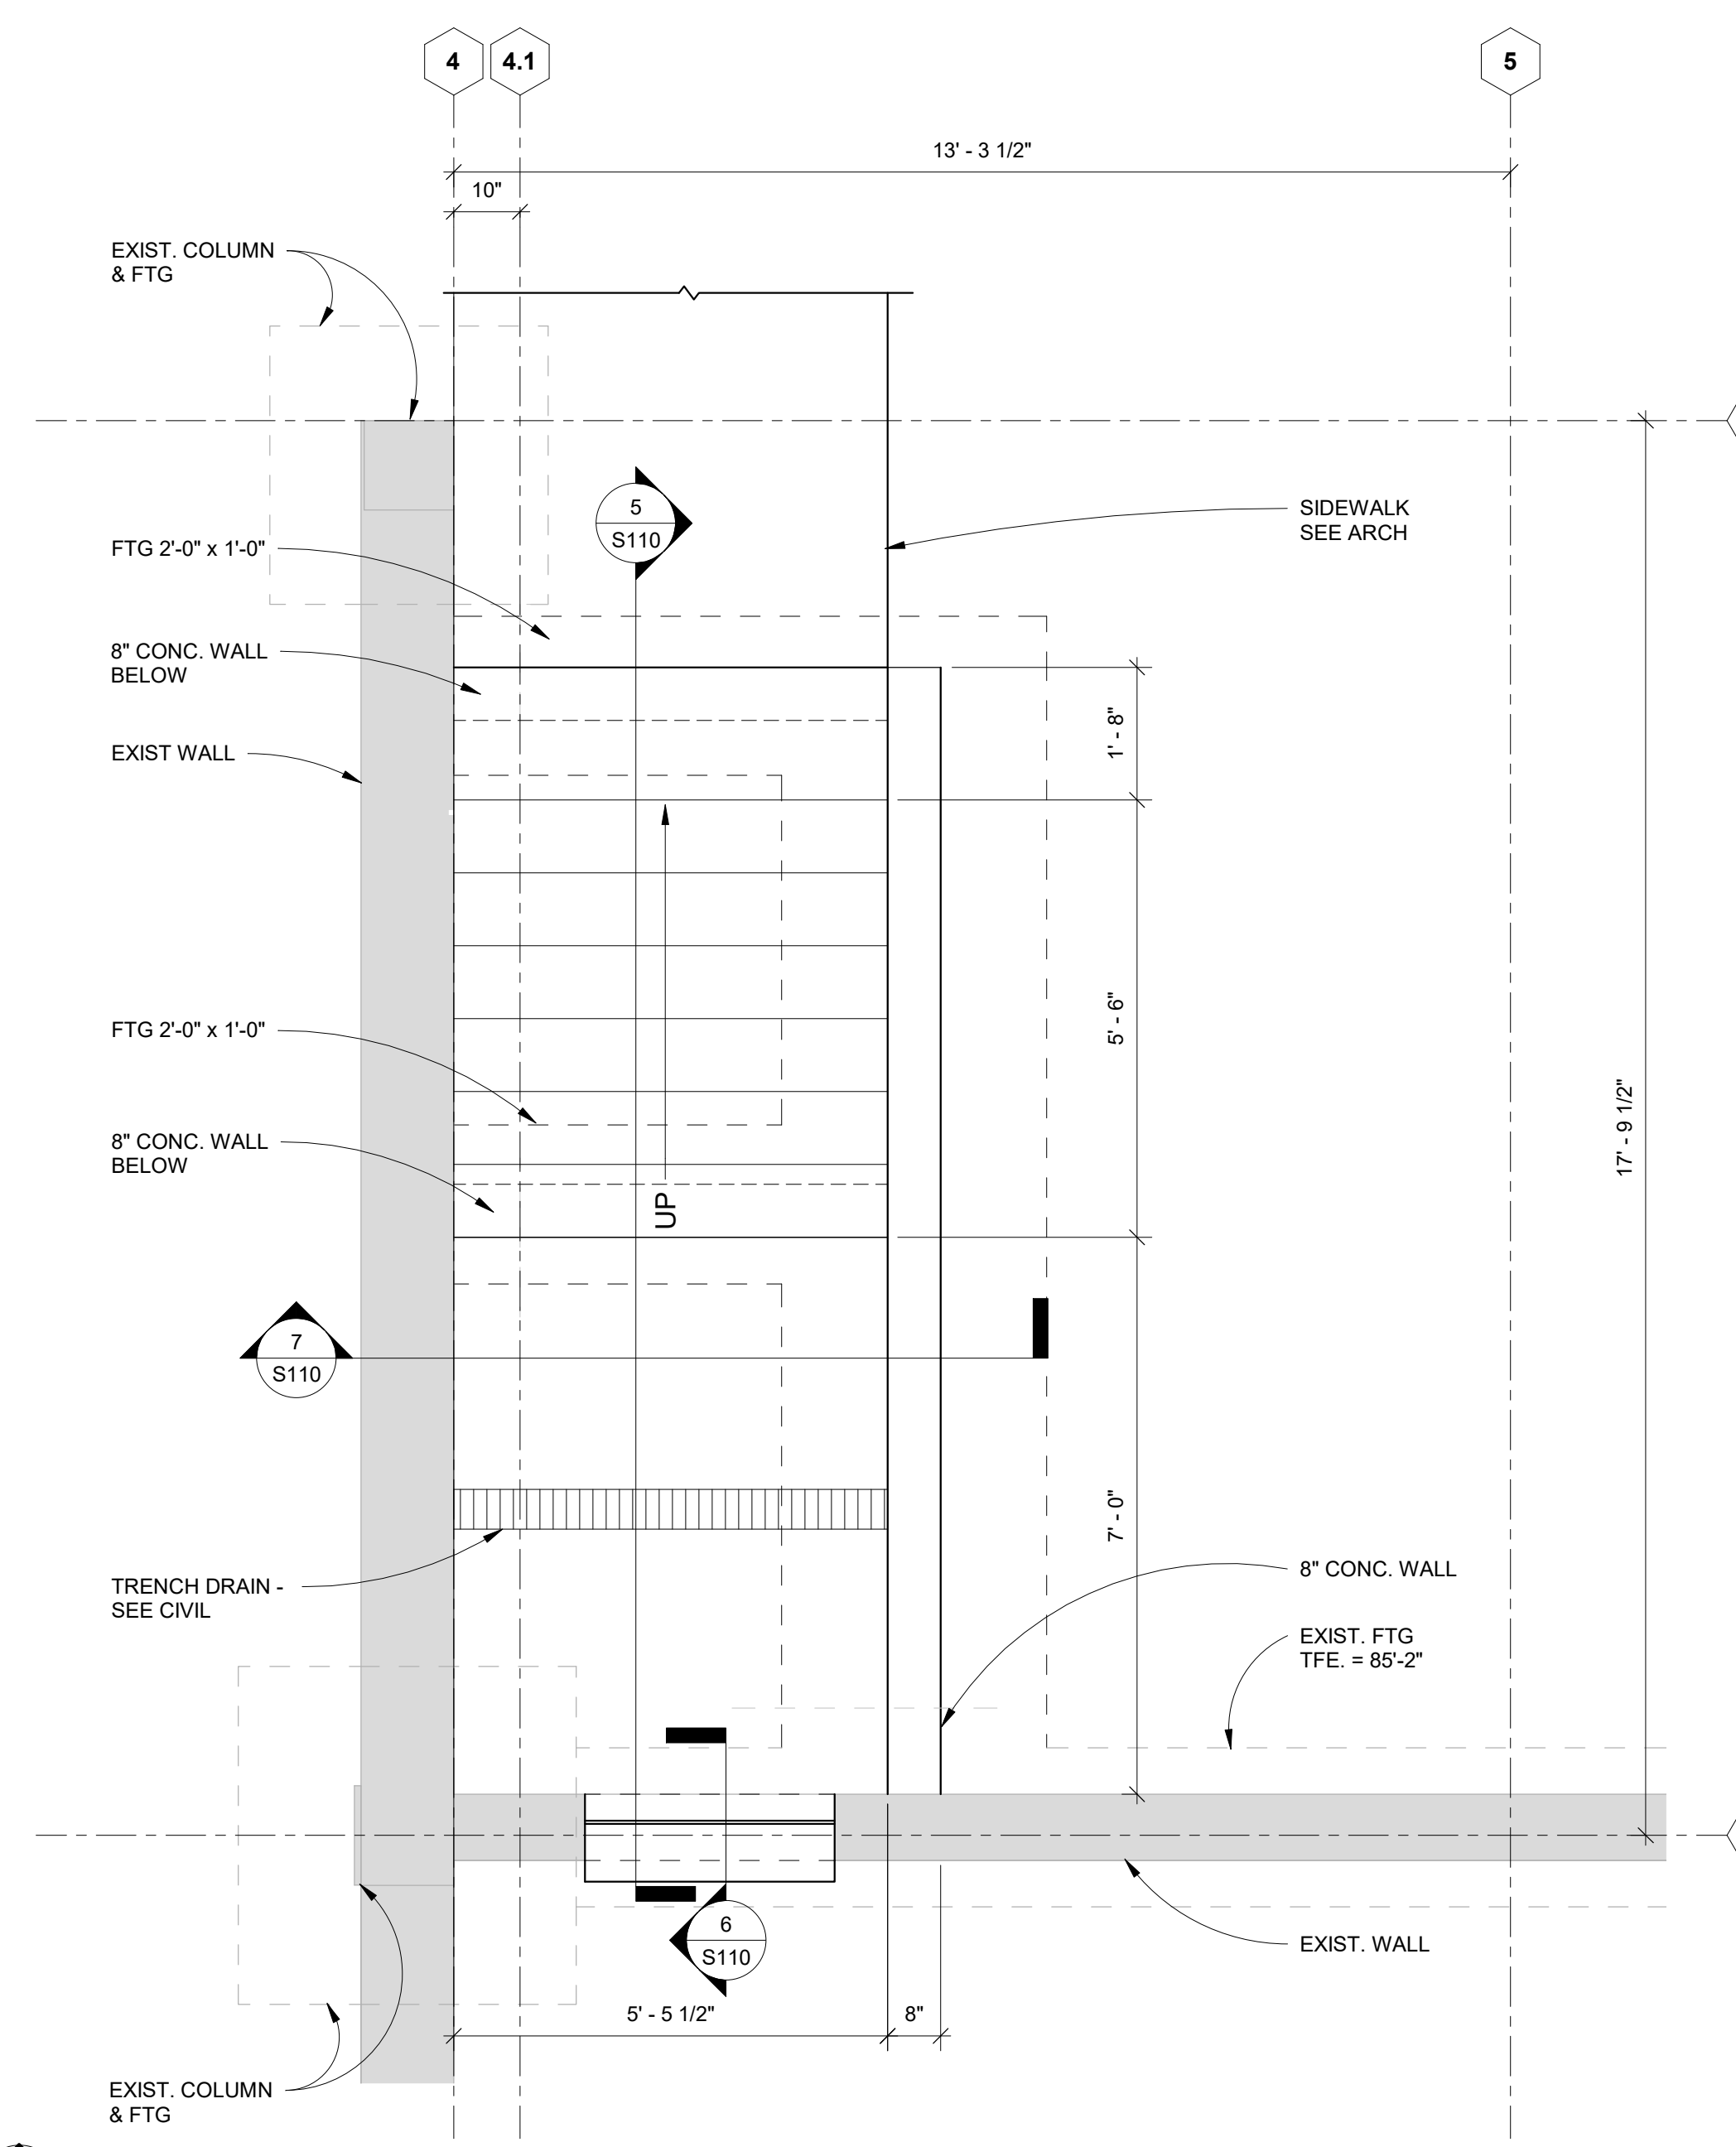 4
4.1
5
13' - 3 1/2"
10"
EXIST. COLUMN
& FTG
5
S110
SIDEWALK
SEE ARCH
FTG 2'-0" x 1'-0"
8" CONC. WALL
BELOW
1' - 8"
EXIST WALL
5' - 6"
FTG 2'-0" x 1'-0"
17' - 9 1/2"
8" CONC. WALL
BELOW
UP
7
S110
7' - 0"
TRENCH DRAIN -
SEE CIVIL
8" CONC. WALL
EXIST. FTG
TFE. = 85'-2"
6
S110
EXIST. WALL
5' - 5 1/2"
8"
EXIST. COLUMN
& FTG